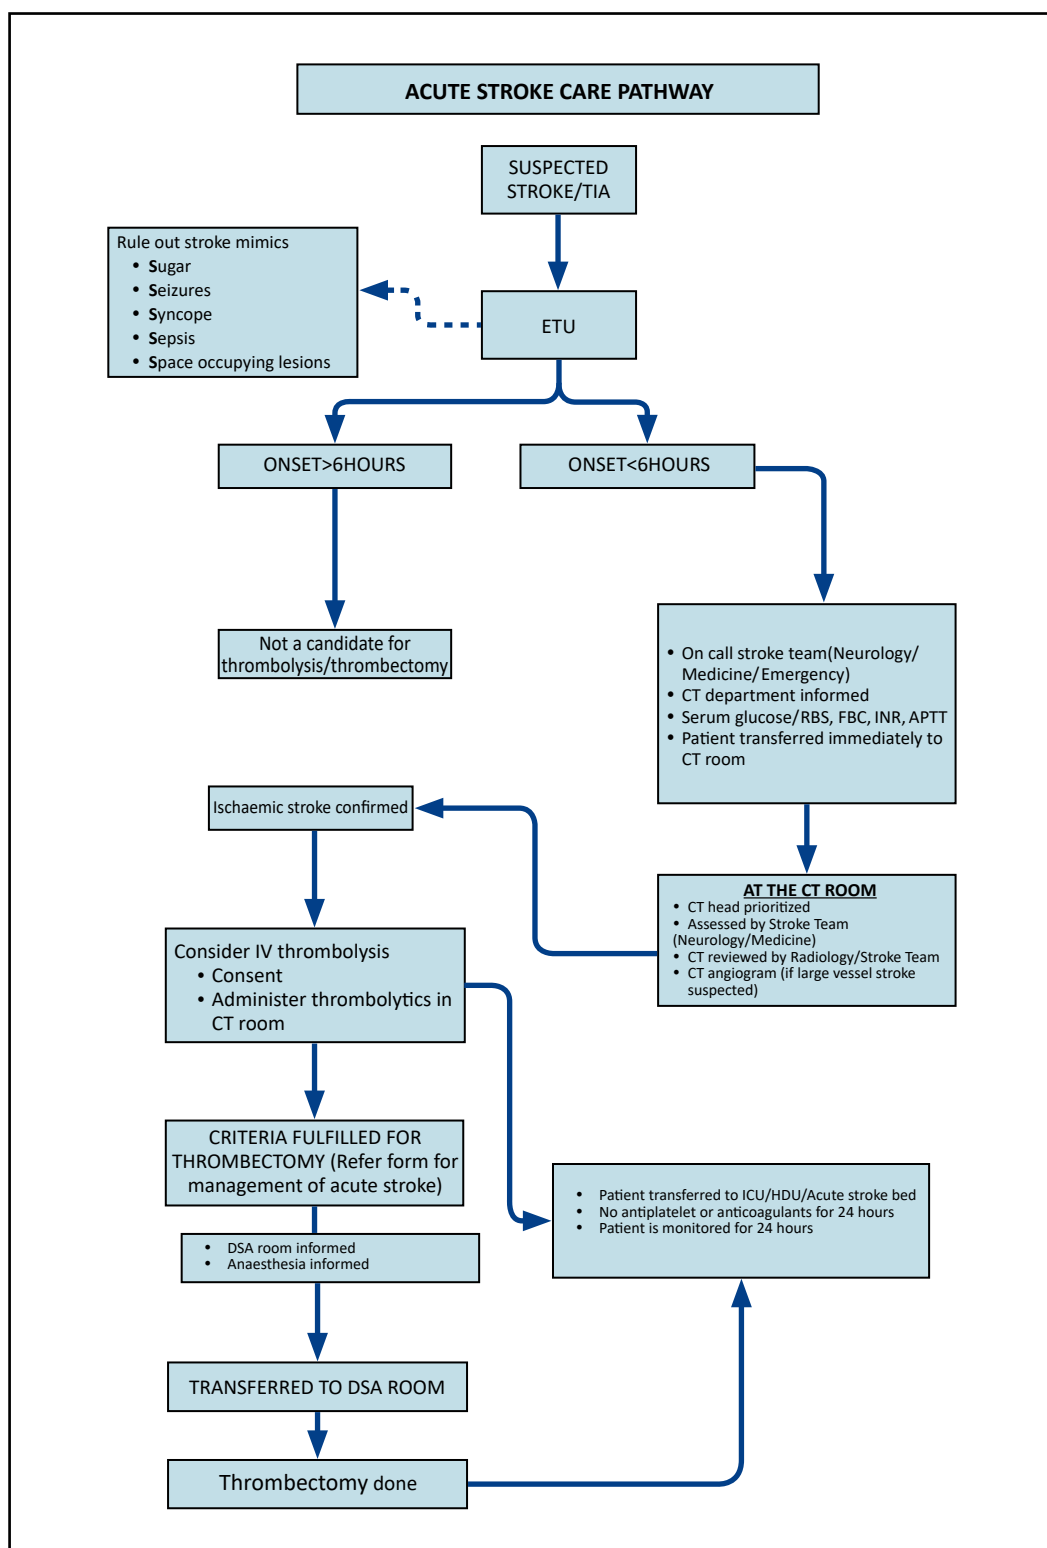 ACUTE STROKE CARE PATHWAY
SUSPECTED
STROKE/TIA
Rule out stroke mimics
• Sugar
• Seizures
• Syncope
• Sepsis
• Space occupying lesions
ETU
ONSET>6HOURS
ONSET<6HOURS
Not a candidate for
thrombolysis/thrombectomy
• On call stroke team(Neurology/
Medicine/Emergency)
• CT department informed
• Serum glucose/RBS, FBC, INR, APTT
• Patient transferred immediately to
CT room
Ischaemic stroke confirmed
AT THE CT ROOM
• CT head prioritized
• Assessed by Stroke Team
(Neurology/Medicine)
• CT reviewed by Radiology/Stroke Team
• CT angiogram (if large vessel stroke
suspected)
Consider IV thrombolysis
• Consent
• Administer thrombolytics in
CT room
CRITERIA FULFILLED FOR
THROMBECTOMY (Refer form for
management of acute stroke)
• Patient transferred to ICU/HDU/Acute stroke bed
• No antiplatelet or anticoagulants for 24 hours
• Patient is monitored for 24 hours
• DSA room informed
• Anaesthesia informed
TRANSFERRED TO DSA ROOM
Thrombectomy done